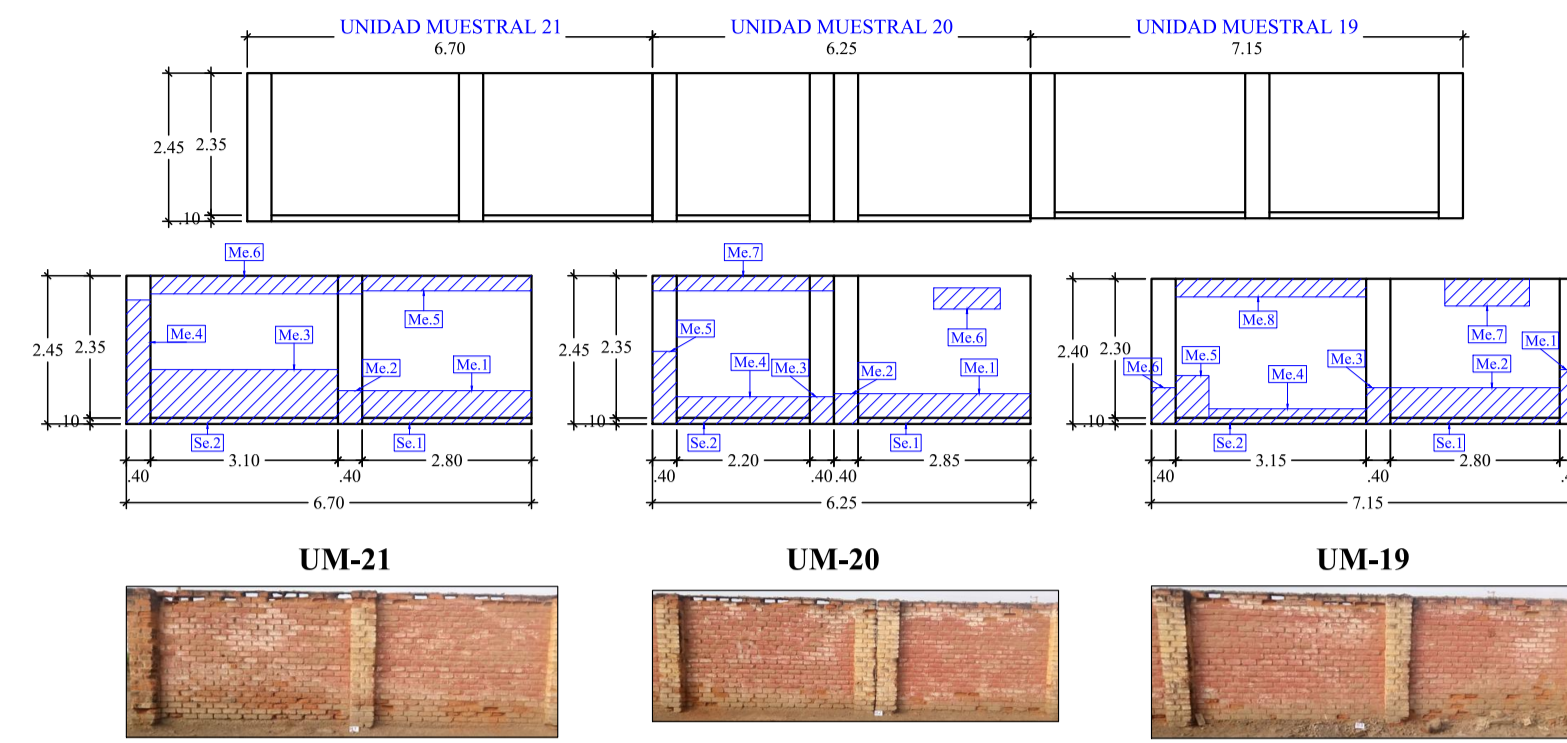 UNIDAD MUESTRAL 21 UNIDAD MUESTRAL 20 UNIDAD MUESTRAL 19
6.70 6.25 7.15
2.45 2.35
.10
Me.6 Me.7
2.45 2.35 Me.4 Me.3 Me.5 Me.2 Me.1
.10
Se.2 Se.1
3.10 2.80
.40 .40
6.70
2.45 2.35 Me.5 Me.4 Me.3 Me.2 Me.6 Me.1
.10
Se.2 Se.1
2.20 2.85
.40 .40 .40
6.25
2.40 2.30 Me.6 Me.5 Me.8 Me.4 Me.3 Me.7 Me.2 Me.1
.10
Se.2 Se.1
3.15 2.80
.40 .40
7.15
UM-21 UM-20 UM-19